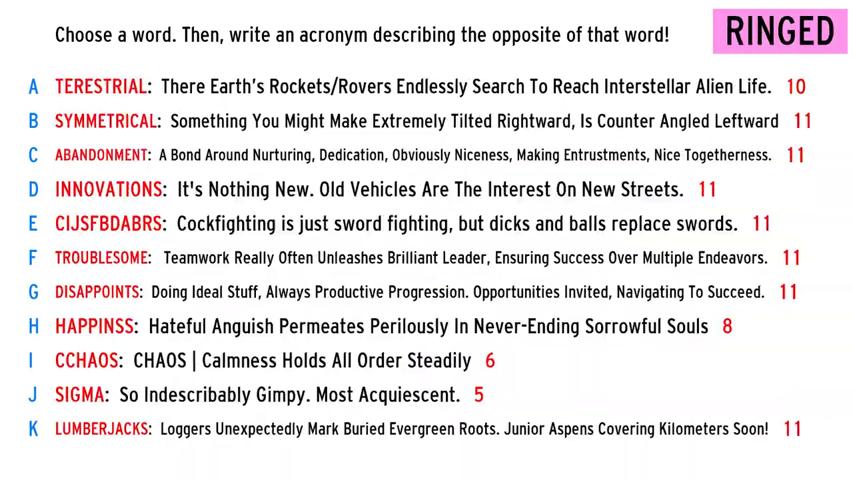 Choose a word. Then, write an acronym describing the opposite of that word!
RINGED
A TERESTRIAL: There Earth's Rockets/Rovers Endlessly Search To Reach Interstellar Alien Life. 10
B SYMMETRICAL: Something You Might Make Extremely Tilted Rightward, Is Counter Angled Leftward 11
C ABANDONMENT: A Bond Around Nurturing, Dedication, Obviously Niceness, Making Entrustments, Nice Togetherness. 11
D INNOVATIONS: It's Nothing New. Old Vehicles Are The Interest On New Streets. 11
E CIJSFBDABRS: Cockfighting is just sword fighting, but dicks and balls replace swords. 11
F TROUBLESOME: Teamwork Really Often Unleashes Brilliant Leader, Ensuring Success Over Multiple Endeavors. 11
G DISAPPOINTS: Doing Ideal Stuff, Always Productive Progression. Opportunities Invited, Navigating To Succeed. 11
H HAPPINSS: Hateful Anguish Permeates Perilously In Never-Ending Sorrowful Souls 8
I CCHAOS: CHAOS | Calmness Holds All Order Steadily 6
J SIGMA: So Indescribably Gimpy. Most Acquiescent. 5
K LUMBERJACKS: Loggers Unexpectedly Mark Buried Evergreen Roots. Junior Aspens Covering Kilometers Soon! 11